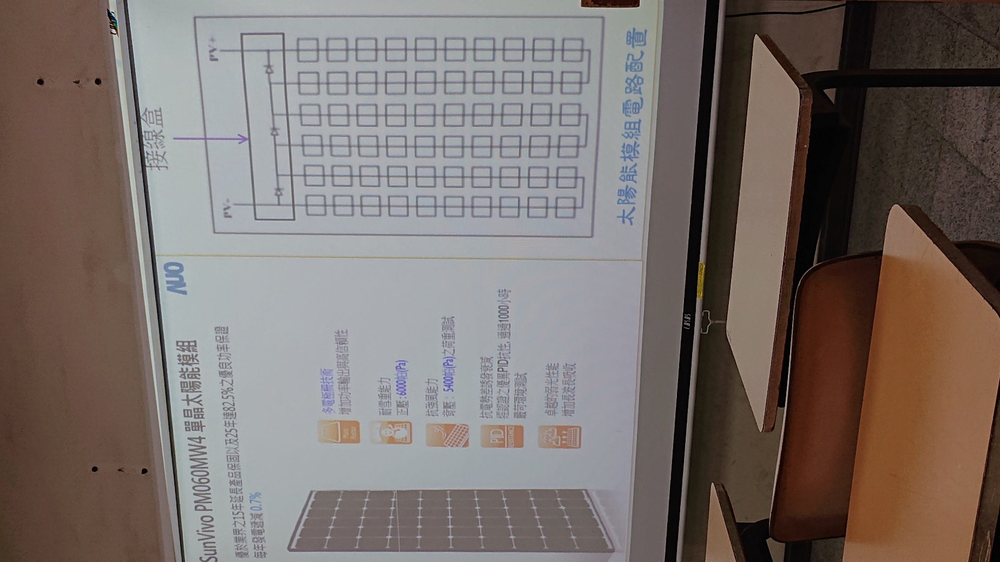 SunVivo PM060MW4 單晶太陽能模組
AUO
優於業界之15年延長產品保固以及25年達82.5%之優良功率保證
每年發電遞減 0.7%
Multi
Busbar
多電極柵技術
增加功率輸出與高信賴性
耐雪重能力
正壓 : 6000帕(Pa)
抗強風能力
背壓 : 5400帕(Pa)之荷重測試
PID
RESISTANCE
抗電勢差誘發衰減
經認證之優異PID抗性, 通過1000小時
嚴苛環境測試
卓越的弱光性能
增加長波長吸收
接線盒
PV-
PV+
太陽能模組電路配置